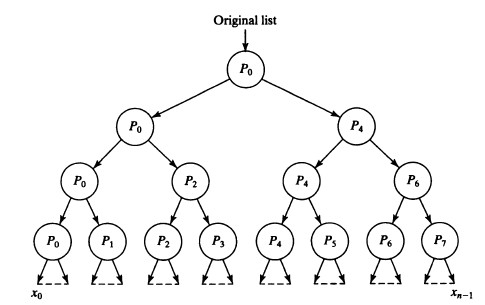 Original list
P₀
P₀ P₄
P₀ P₂ P₄ P₆
P₀ P₁ P₂ P₃ P₄ P₅ P₆ P₇
x₀ xₙ₋₁